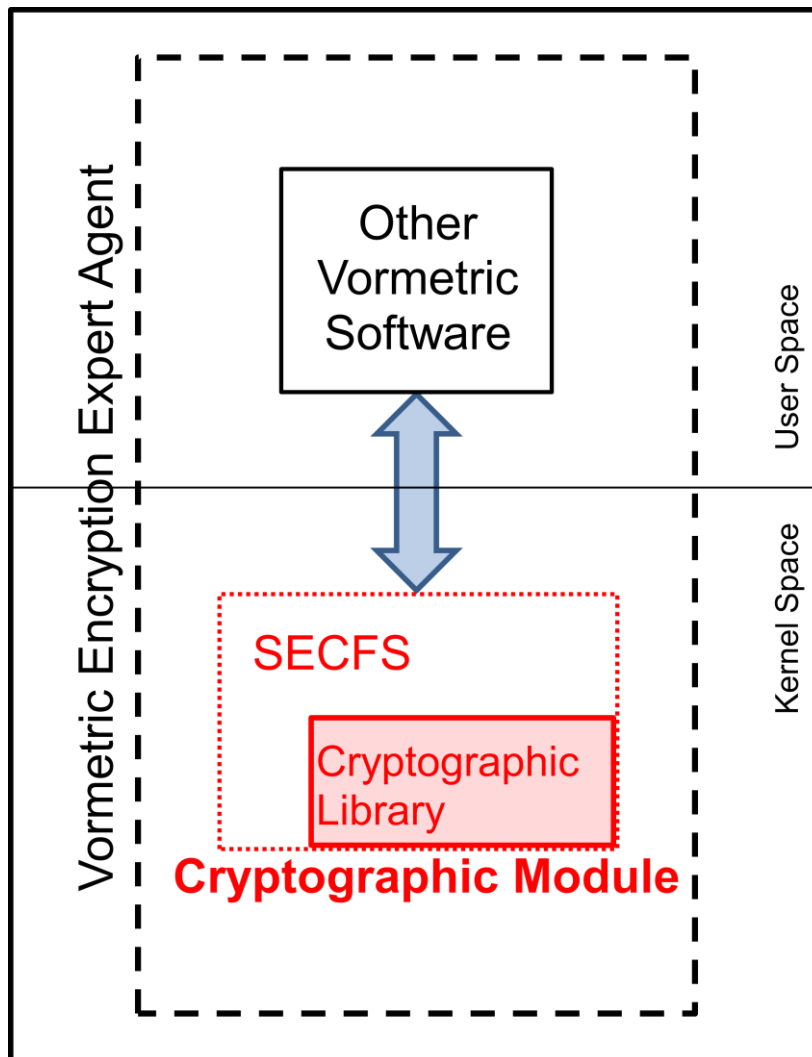 Vormetric Encryption Expert Agent
Other
Vormetric
Software
User Space
Kernel Space
SECFS
Cryptographic
Library
Cryptographic Module